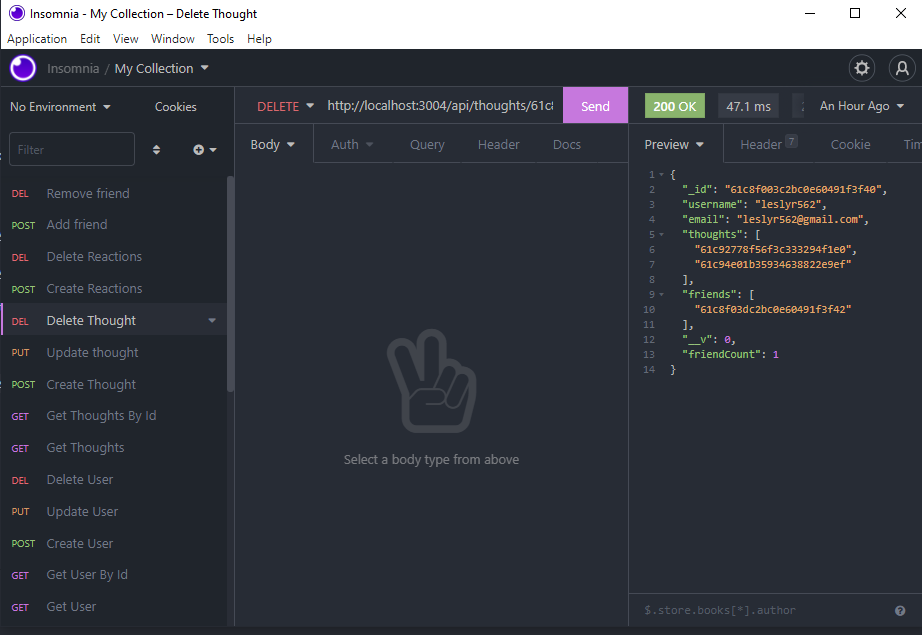 Insomnia - My Collection – Delete Thought
Application Edit View Window Tools Help
Insomnia / My Collection
No Environment Cookies
DELETE http://localhost:3004/api/thoughts/61c8 Send
200 OK 47.1 ms An Hour Ago
Filter
Body Auth Query Header Docs
Preview Header 7 Cookie Tim
DEL Remove friend
POST Add friend
DEL Delete Reactions
POST Create Reactions
DEL Delete Thought
PUT Update thought
POST Create Thought
GET Get Thoughts By Id
GET Get Thoughts
DEL Delete User
PUT Update User
POST Create User
GET Get User By Id
GET Get User
Select a body type from above
1 {
2 "_id": "61c8f003c2bc0e60491f3f40",
3 "username": "leslyr562",
4 "email": "leslyr562@gmail.com",
5 "thoughts": [
6 "61c92778f56f3c333294f1e0",
7 "61c94e01b35934638822e9ef"
8 ],
9 "friends": [
10 "61c8f03dc2bc0e60491f3f42"
11 ],
12 "__v": 0,
13 "friendCount": 1
14 }
$.store.books[*].author